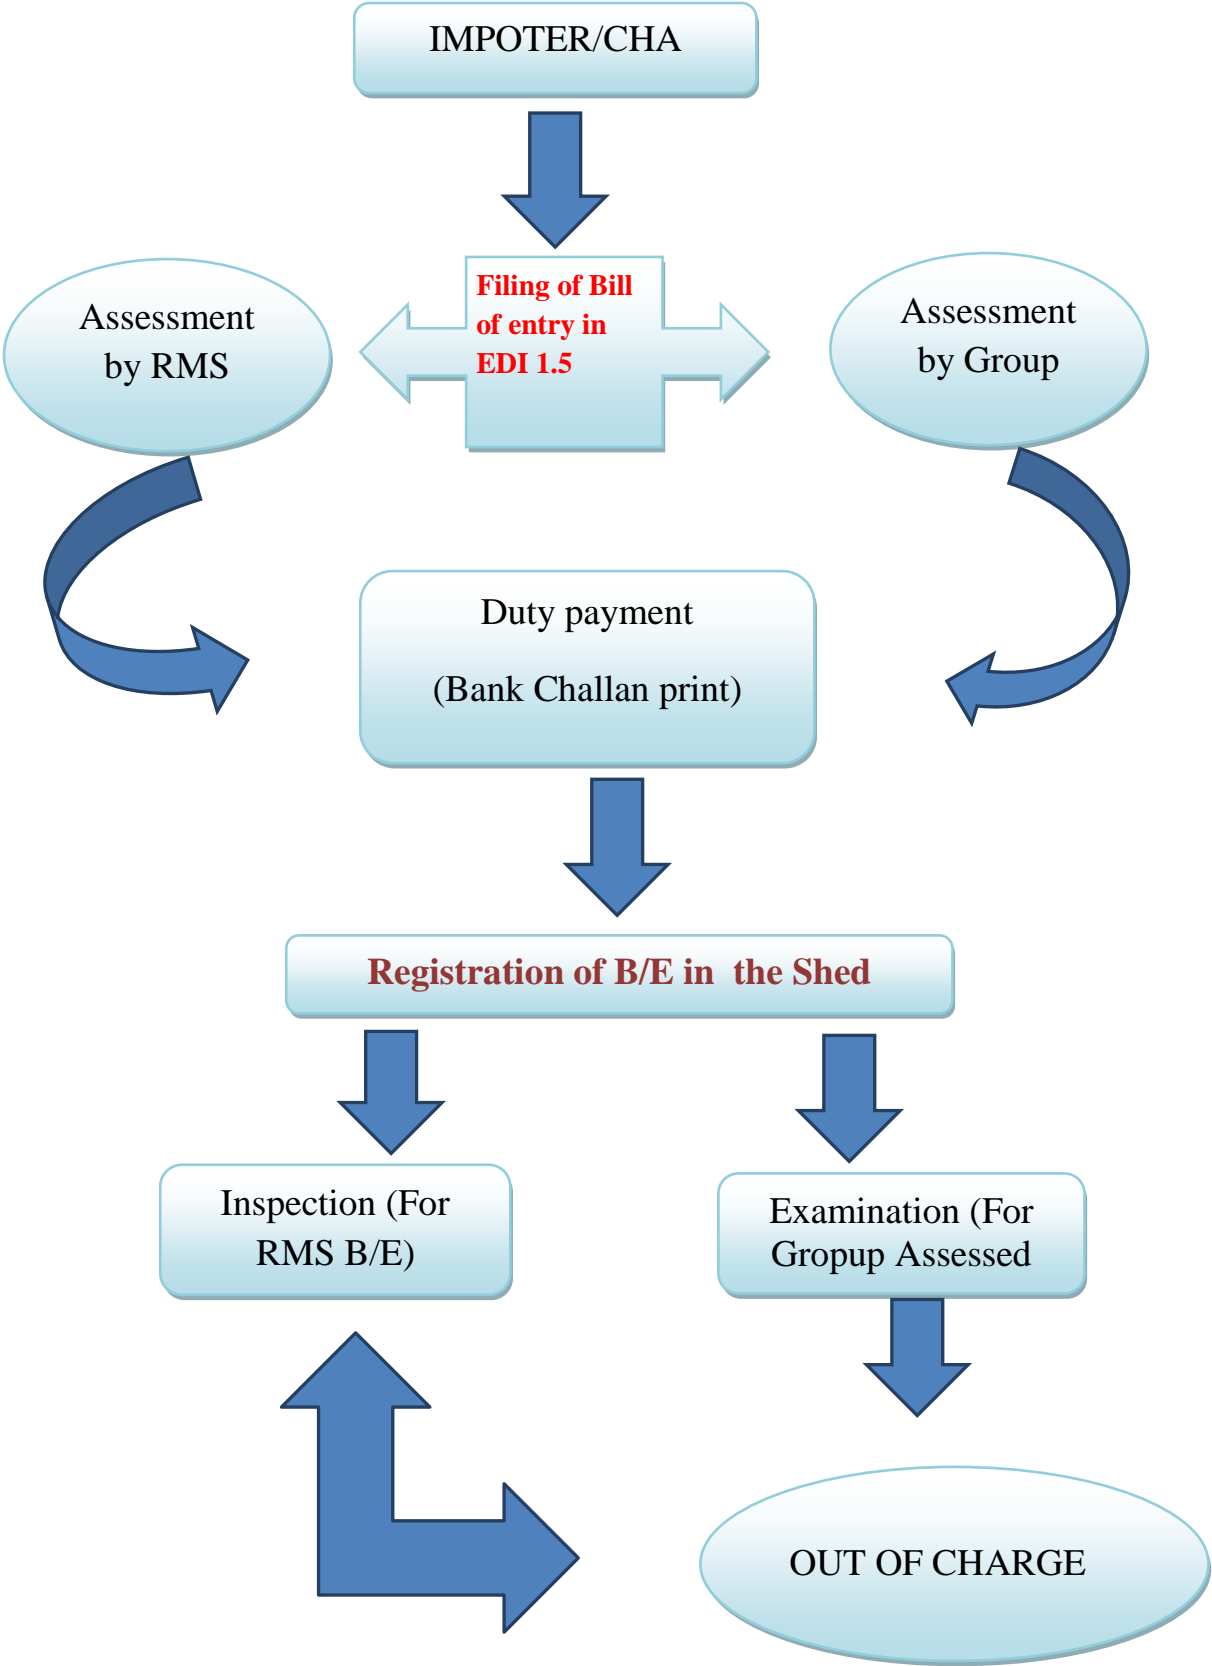 IMPOTER/CHA
Filing of Bill
of entry in
EDI 1.5
Assessment
by RMS
Assessment
by Group
Duty payment
(Bank Challan print)
Registration of B/E in  the Shed
Inspection (For
RMS B/E)
Examination (For
Gropup Assessed
OUT OF CHARGE